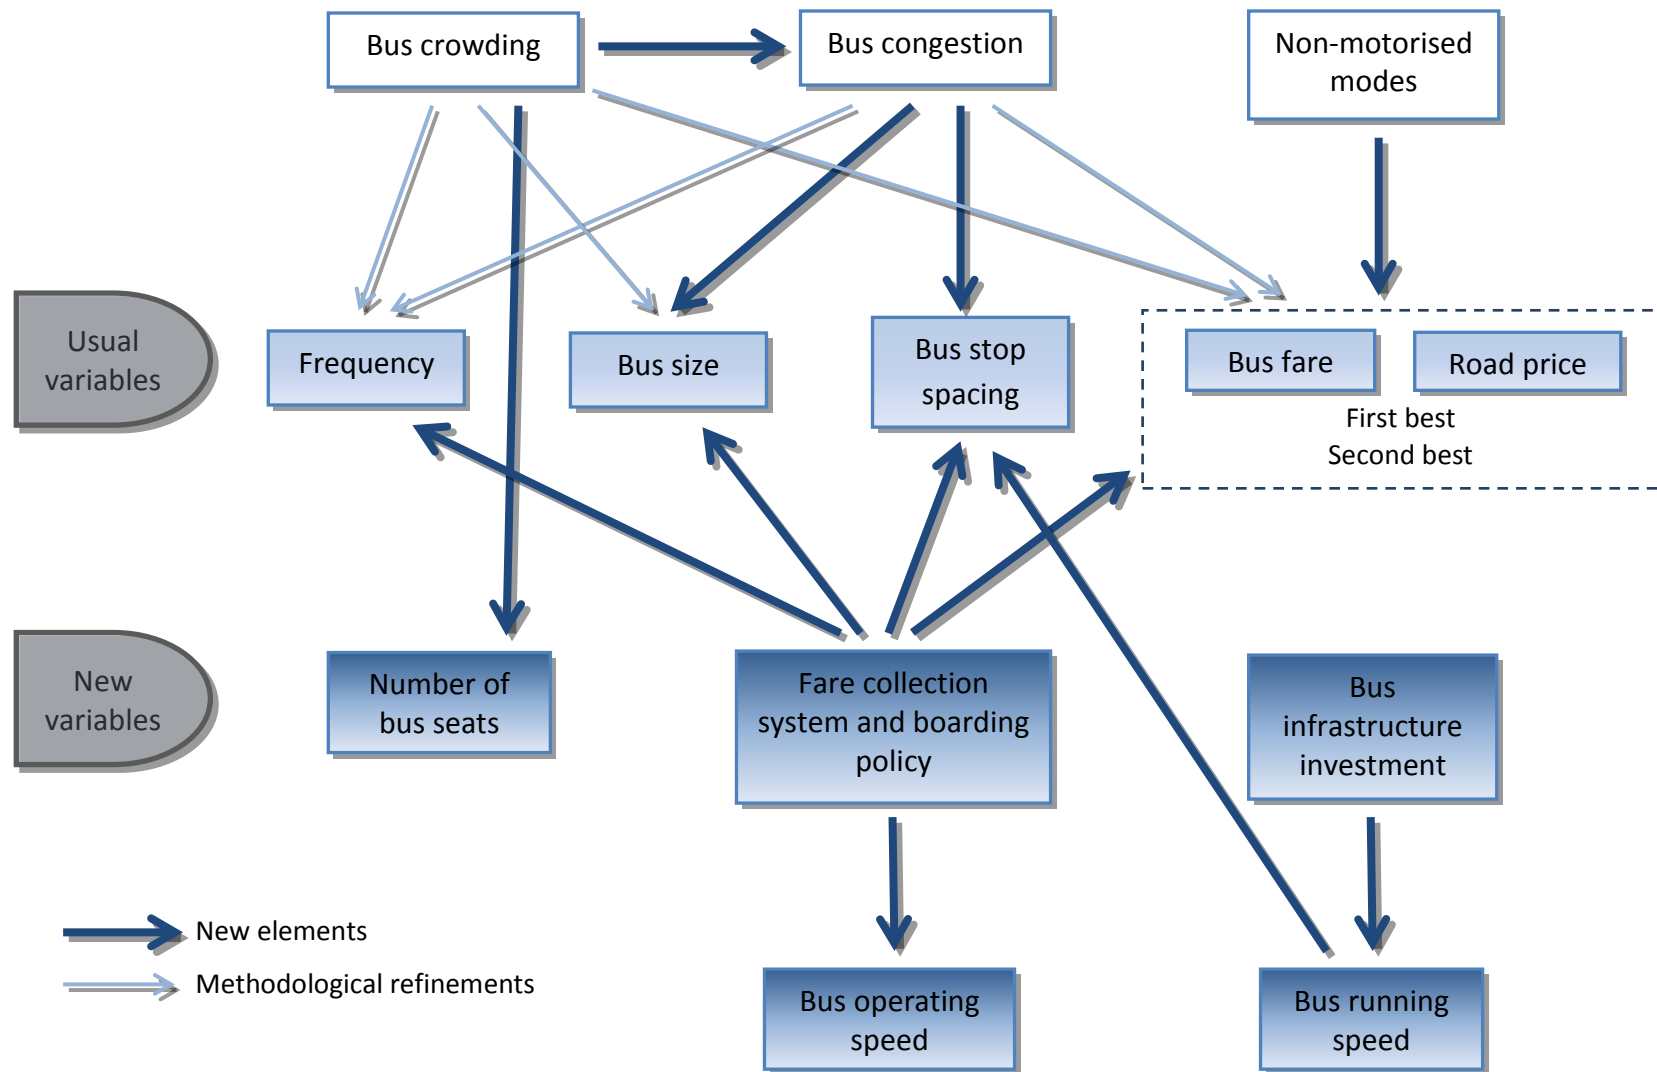 Bus crowding
Bus congestion
Non-motorised
modes
Usual
variables
Frequency
Bus size
Bus stop
spacing
Bus fare
Road price
First best
Second best
New
variables
Number of
bus seats
Fare collection
system and boarding
policy
Bus
infrastructure
investment
New elements
Methodological refinements
Bus operating
speed
Bus running
speed